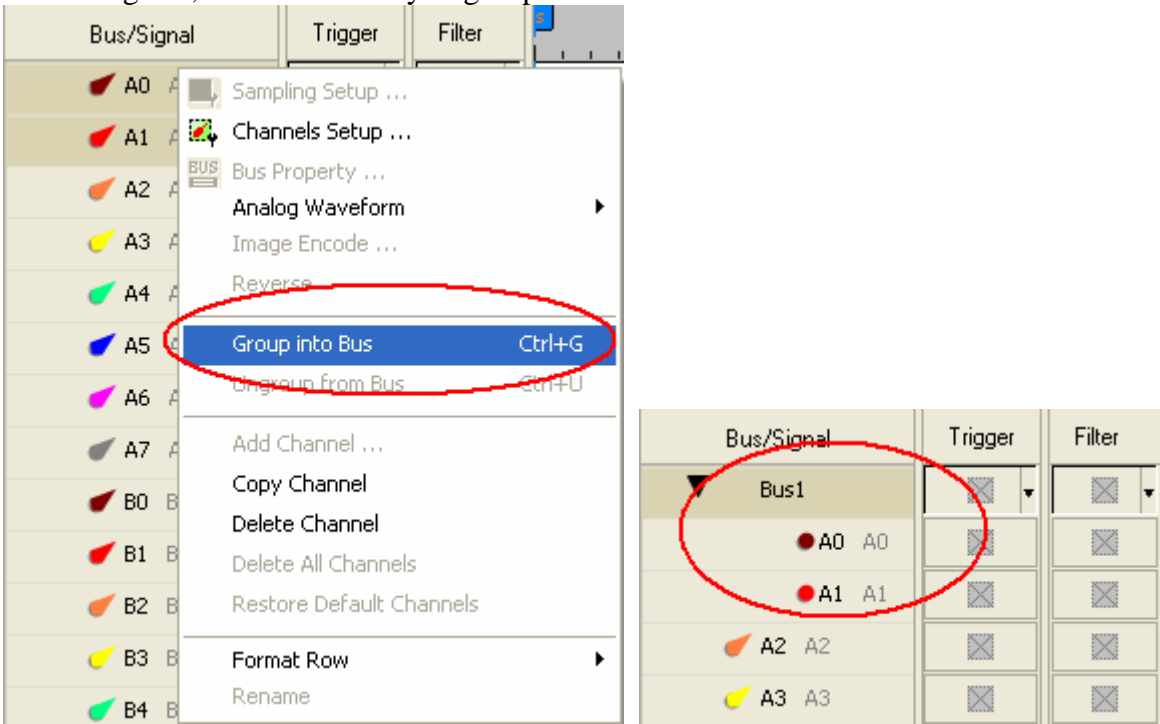 Bus/Signal Trigger Filter
s
A0 A
A1 A
A2 A
A3 A
A4 A
A5
A6 A
A7 A
B0 B
B1 B
B2 B
B3 B
B4 B
Sampling Setup ...
Channels Setup ...
BUS Bus Property ...
Analog Waveform
Image Encode ...
Reverse
Group into Bus Ctrl+G
Ungroup from Bus Ctrl+U
Add Channel ...
Copy Channel
Delete Channel
Delete All Channels
Restore Default Channels
Format Row
Rename
Bus/Signal Trigger Filter
Bus1
A0 A0
A1 A1
A2 A2
A3 A3